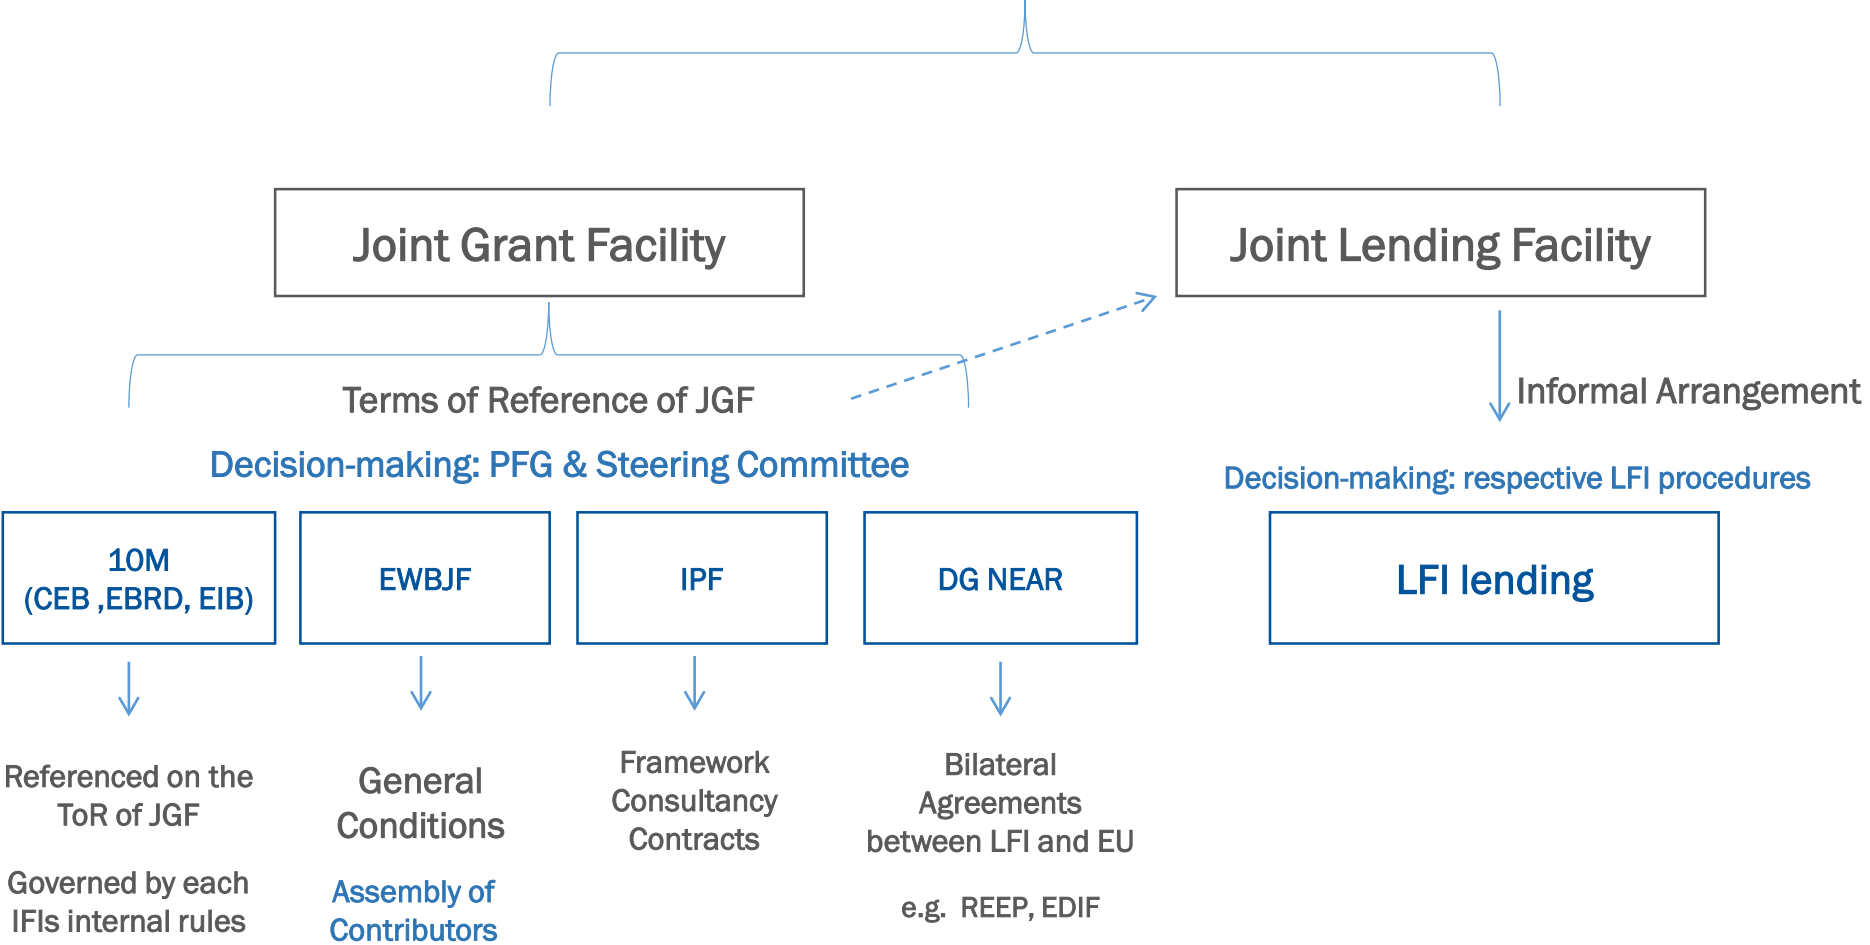 Joint Grant Facility
Joint Lending Facility
Terms of Reference of JGF
Informal Arrangement
Decision-making: PFG & Steering Committee
Decision-making: respective LFI procedures
10M
(CEB ,EBRD, EIB)
EWBJF
IPF
DG NEAR
LFI lending
Referenced on the
ToR of JGF
Governed by each
IFIs internal rules
General
Conditions
Assembly of
Contributors
Framework
Consultancy
Contracts
Bilateral
Agreements
between LFI and EU
e.g. REEP, EDIF